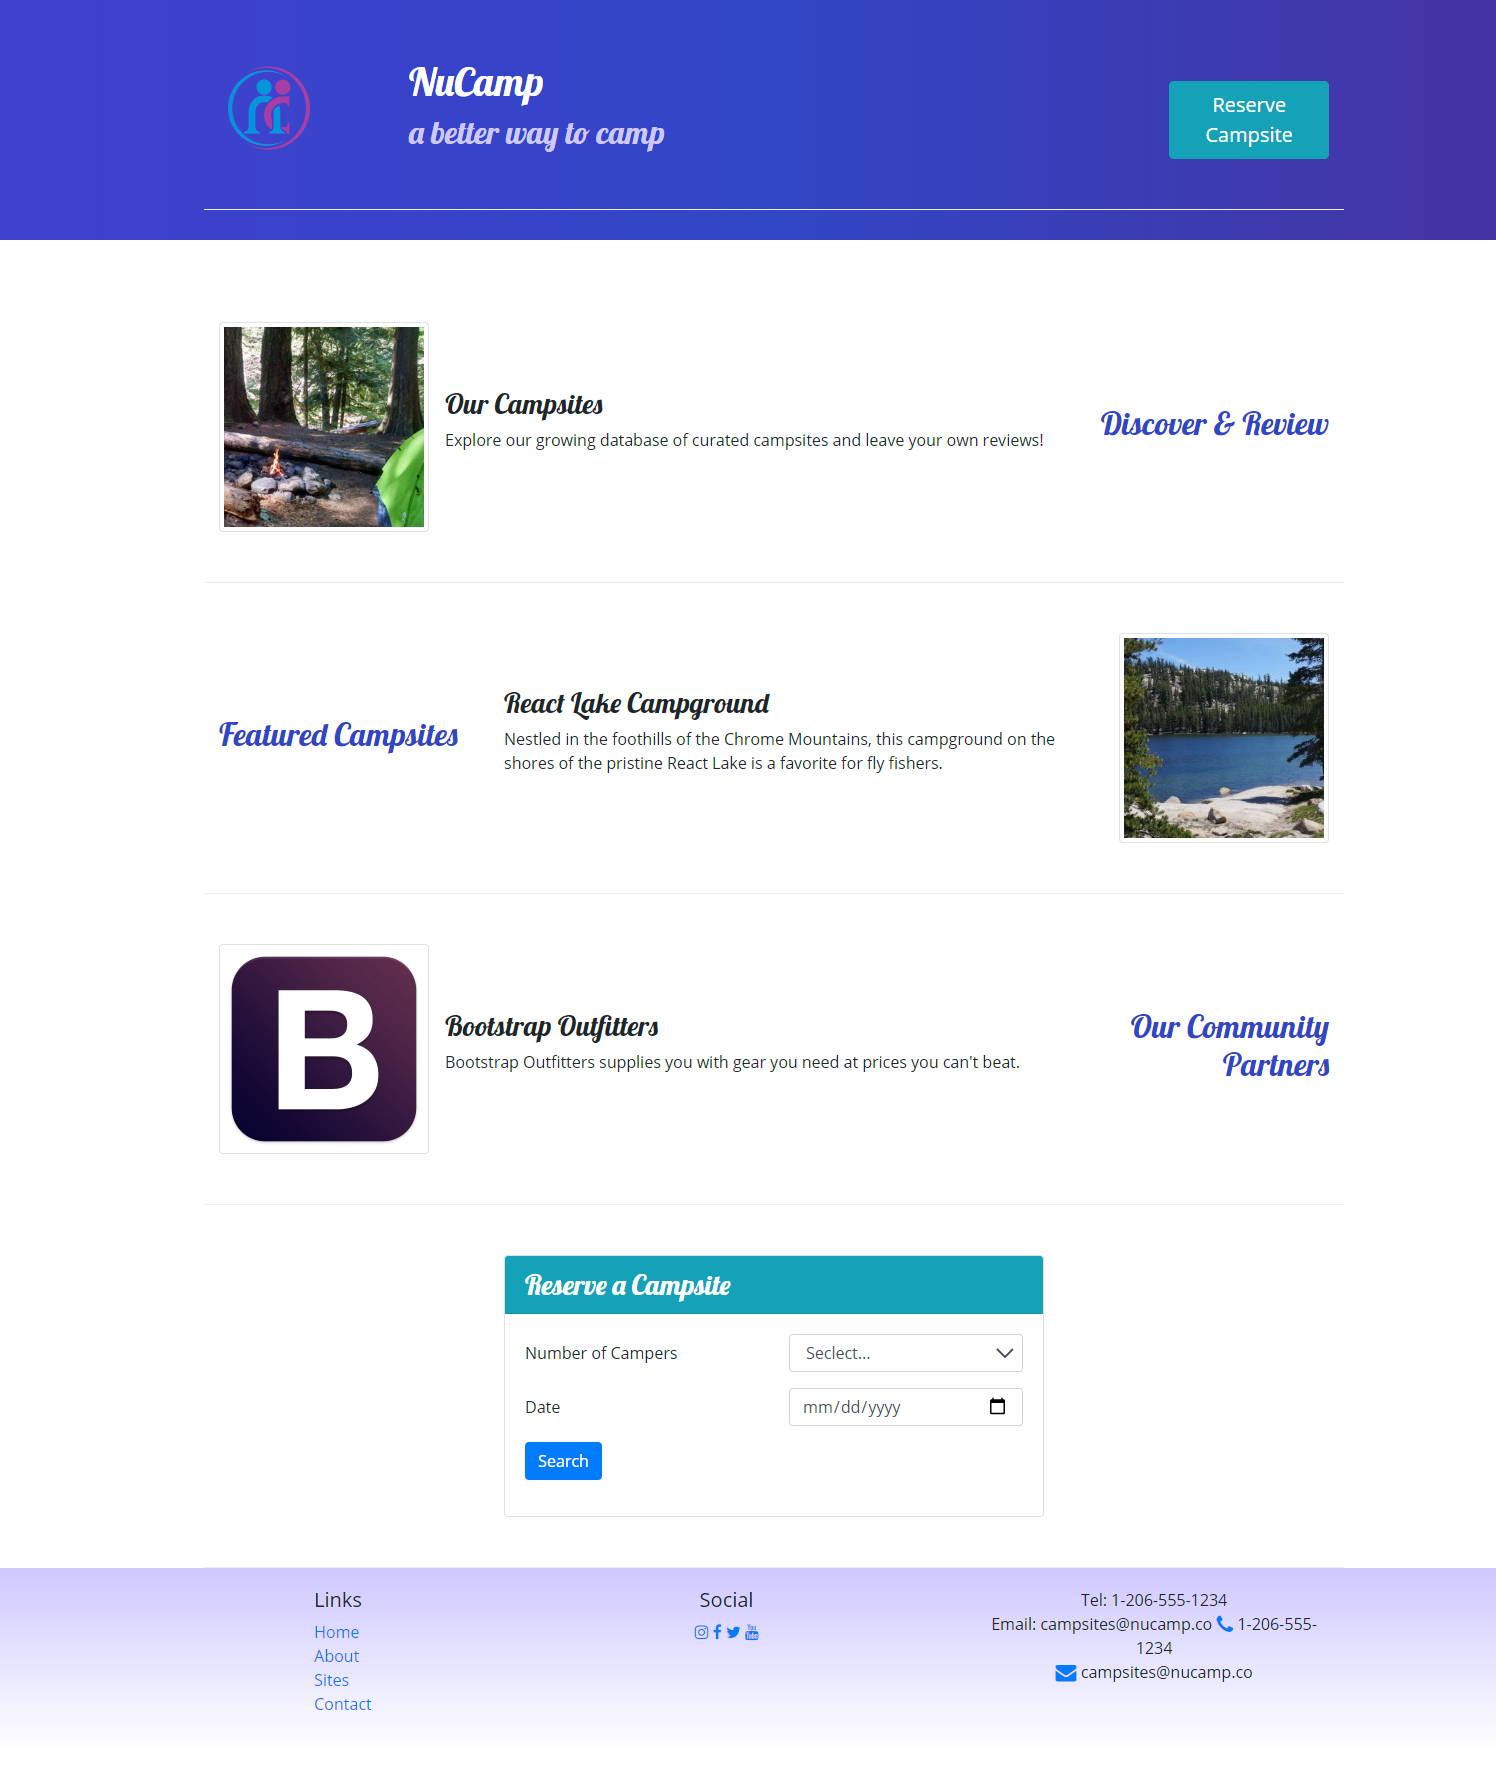 NuCamp
a better way to camp
Reserve
Campsite
Our Campsites
Explore our growing database of curated campsites and leave your own reviews!
Discover & Review
Featured Campsites
React Lake Campground
Nestled in the foothills of the Chrome Mountains, this campground on the
shores of the pristine React Lake is a favorite for fly fishers.
B
Bootstrap Outfitters
Bootstrap Outfitters supplies you with gear you need at prices you can't beat.
Our Community
Partners
Reserve a Campsite
Number of Campers
Seclect...
Date
mm/dd/yyyy
Search
Links
Home
About
Sites
Contact
Social
You
Tube
Tel: 1-206-555-1234
Email: campsites@nucamp.co 1-206-555-
1234
campsites@nucamp.co